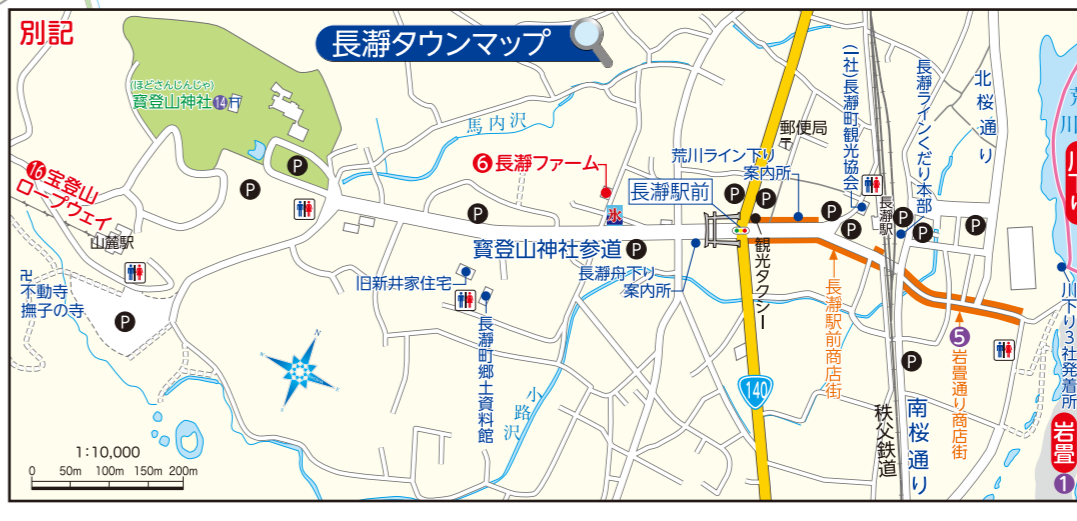 別記
長瀞タウンマップ
(ほどさんじんじゃ)
寶登山神社⑭
⑯宝登山
ロープウェイ
山麓駅
卍
不動寺
撫子の寺
馬内沢
⑥長瀞ファーム
氷
寶登山神社参道
旧新井家住宅
長瀞町郷土資料館
小路沢
長瀞駅前
荒川ライン下り
案内所
郵便局
〒
長瀞舟下り
案内所
観光タクシー
140
(一社)長瀞町観光協会
長瀞ラインくだり本部
長瀞駅
北桜通り
長瀞駅前商店街
⑤岩畳通り商店街
秩父鉄道
南桜通り
荒川
川下り3社発着所
岩畳
①
P
P
P
P
P
P
P
P
P
P
P
P
P
N
1:10,000
0 50m 100m 150m 200m